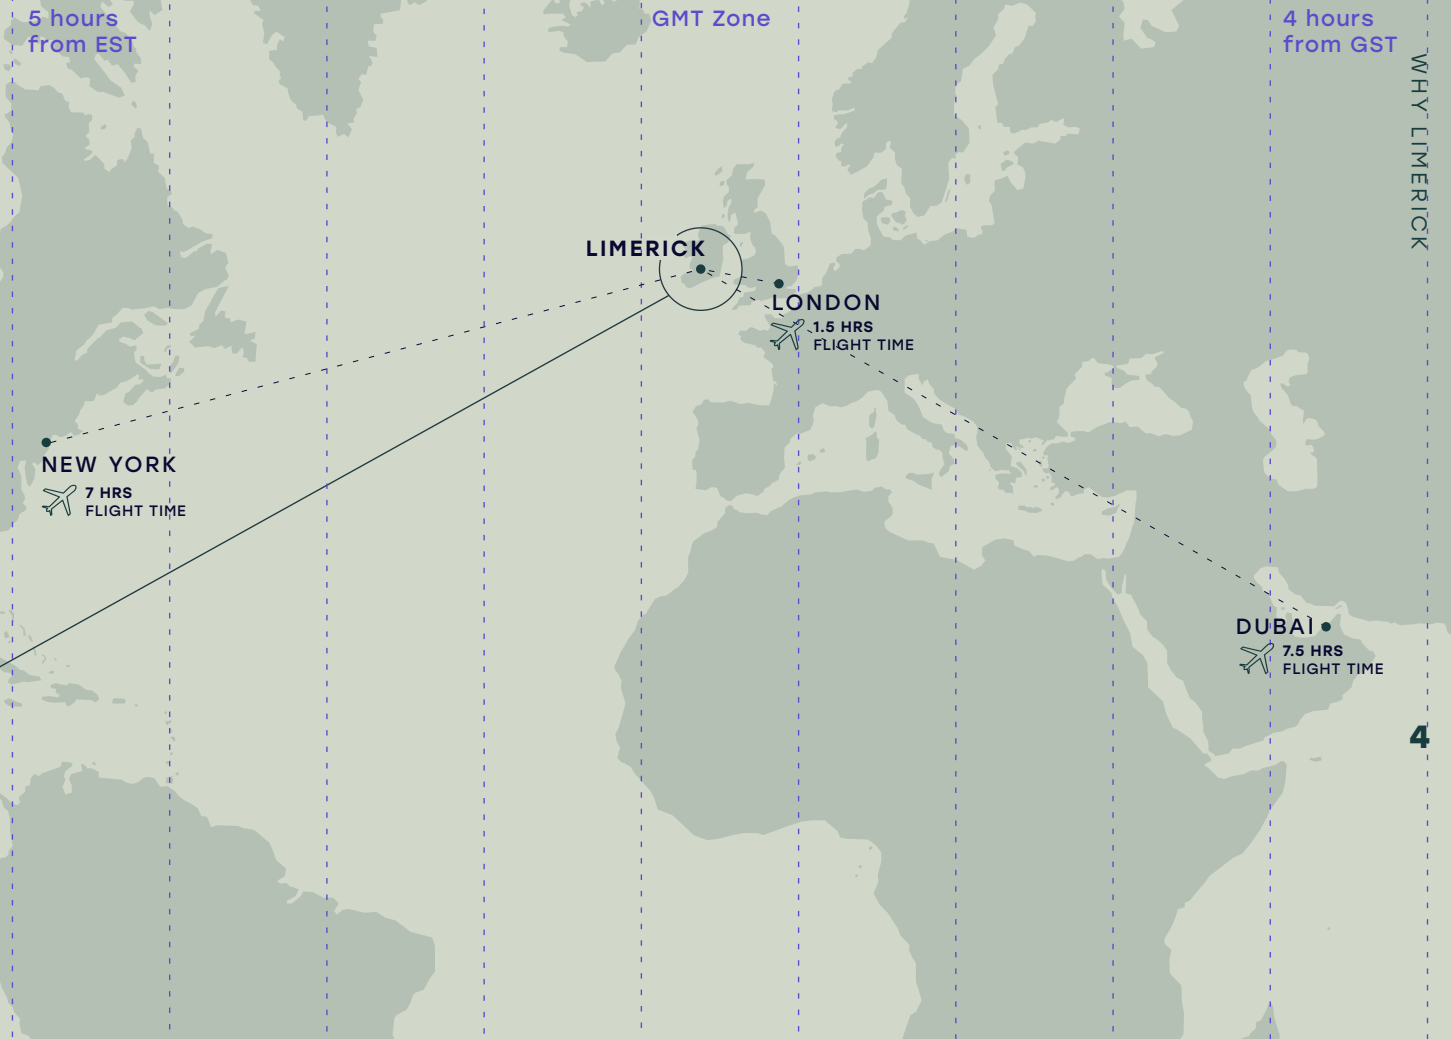 5 hours
from EST
GMT Zone
4 hours
from GST
WHY LIMERICK
LIMERICK
LONDON
1.5 HRS
FLIGHT TIME
NEW YORK
7 HRS
FLIGHT TIME
DUBAI
7.5 HRS
FLIGHT TIME
4